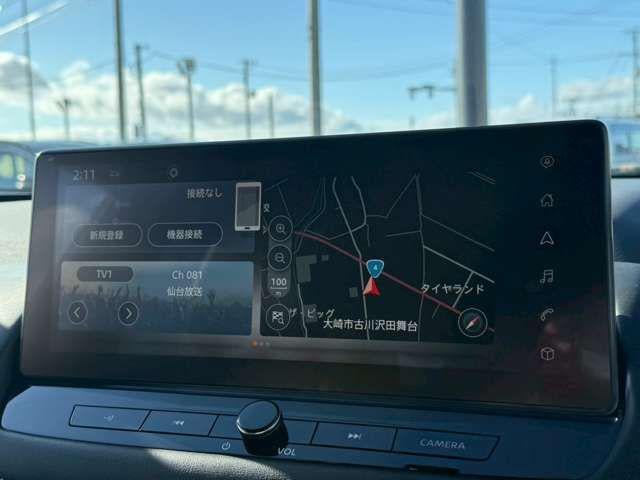 2:11
接続なし
新規登録
機器接続
TV1
Ch 081
仙台放送
文
100
m
4
タイヤランド
ザ・ビッグ
大崎市古川沢田舞台
VOL
CAMERA